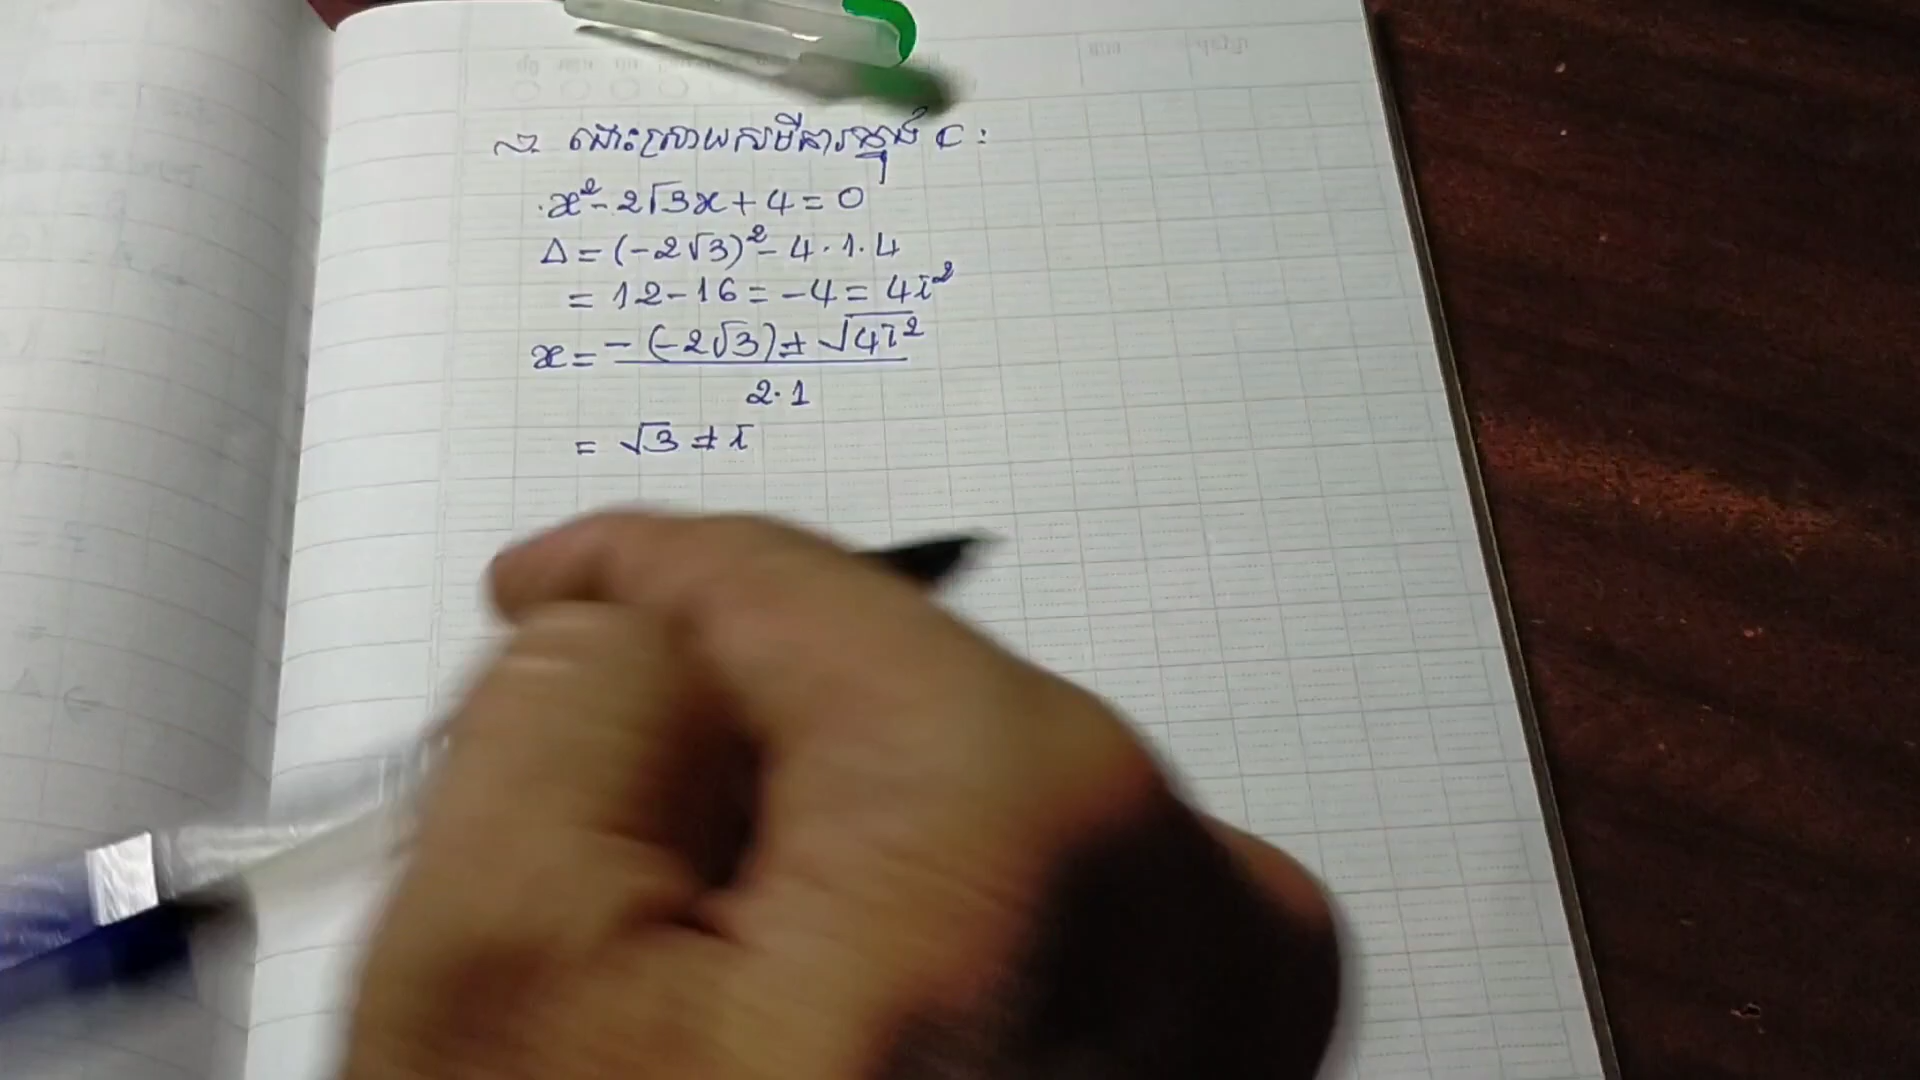 ដោះស្រាយសមីការក្នុង C :
x² - 2√3x + 4 = 0
Δ = (-2√3)² - 4·1·4
= 12 - 16 = -4 = 4i²
x = (-(-2√3) ± √4i²) / 2·1
= √3 ± i